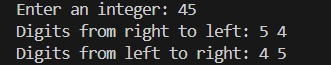 Enter an integer: 45
Digits from right to left: 5 4
Digits from left to right: 4 5